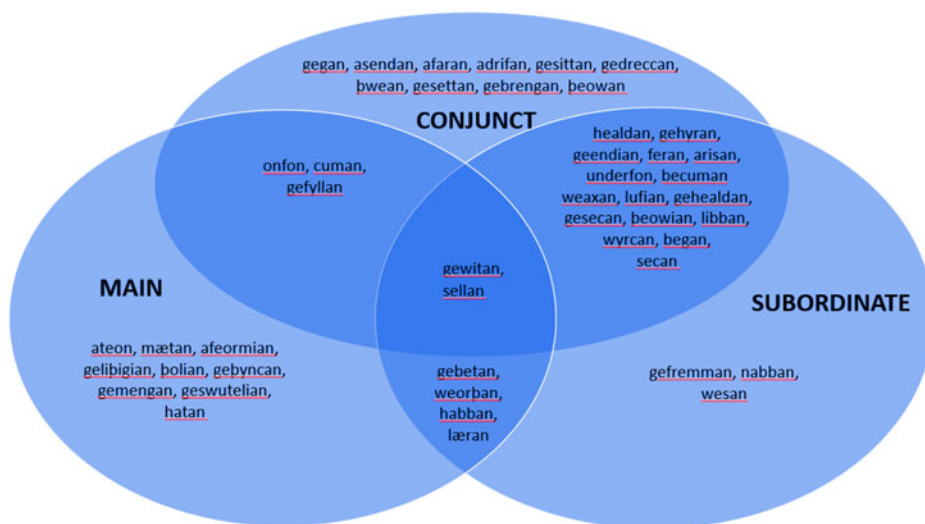 gegan, asendan, afaran, adrifan, gesittan, gedreccan,
þwean, gesettan, gebrengan, þeowan
CONJUNCT
onfon, cuman,
gefyllan
healdan, gehyran,
geendian, feran, arisan,
underfon, becuman
weaxan, lufian, gehealdan,
gesecan, þeowian, libban,
wyrcan, began,
secan
gewitan,
sellan
MAIN
SUBORDINATE
ateon, mætan, afeormian,
geliþigian, þolian, geþyncan,
gemengan, geswutelian,
hatan
gebetan,
weorþan,
habban,
læran
gefremman, nabban,
wesan